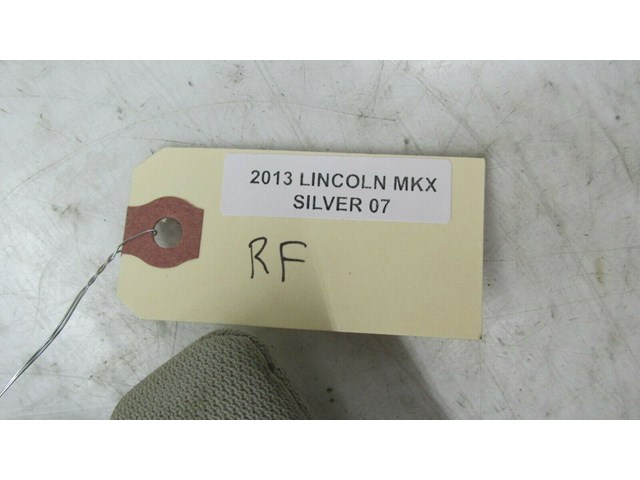 2013 LINCOLN MKX
SILVER 07
RF